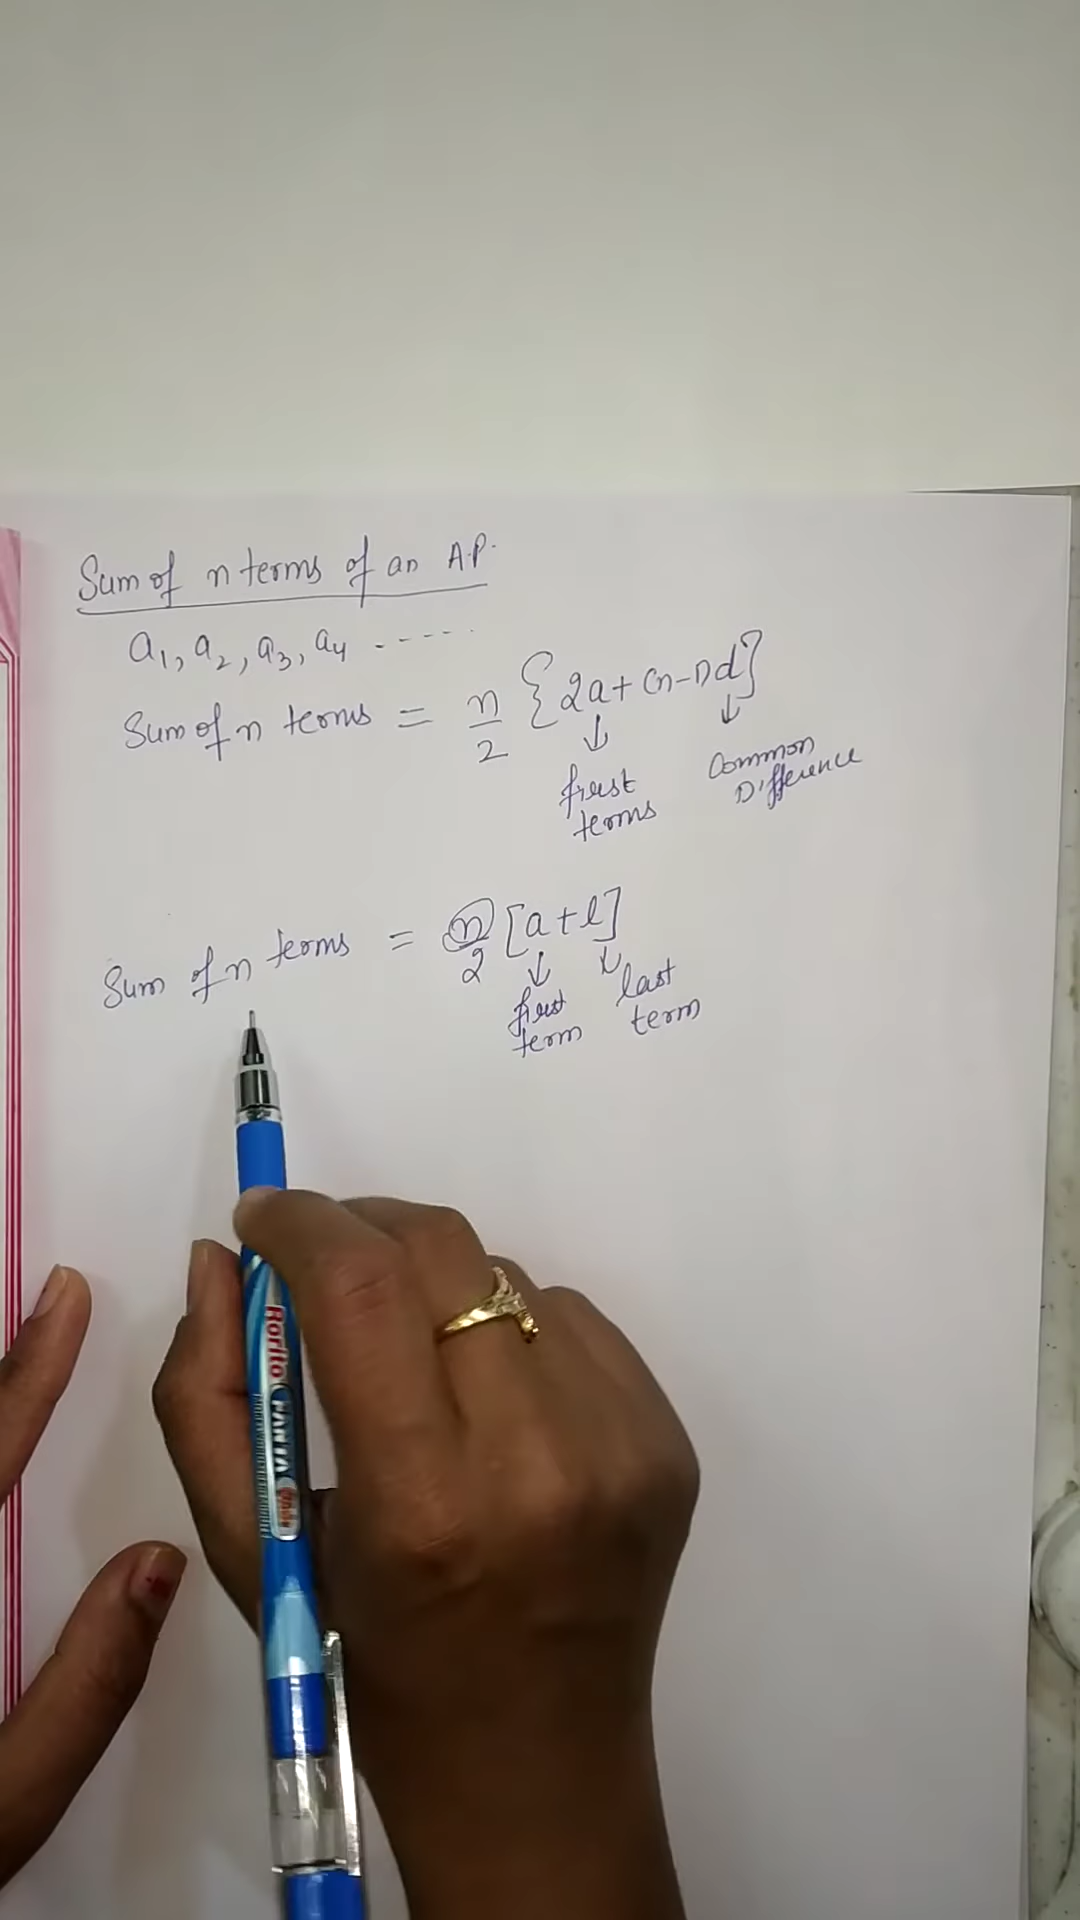 Sum of n terms of an A.P.
a1, a2, a3, a4 ------
Sum of n terms = n/2 {2a + (n-1)d}
↓ first terms
↓ Common Difference
Sum of n terms = n/2 [a + l]
↓ first term
↓ last term
Rorito